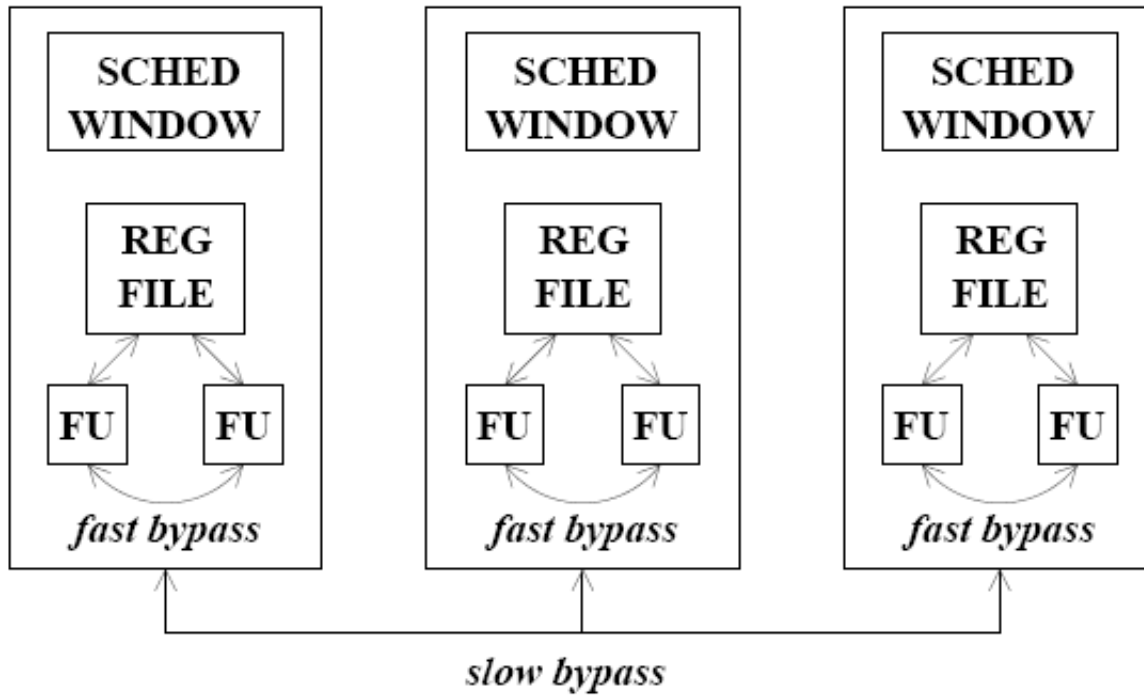 SCHED
WINDOW
REG
FILE
FU FU
fast bypass
SCHED
WINDOW
REG
FILE
FU FU
fast bypass
SCHED
WINDOW
REG
FILE
FU FU
fast bypass
slow bypass